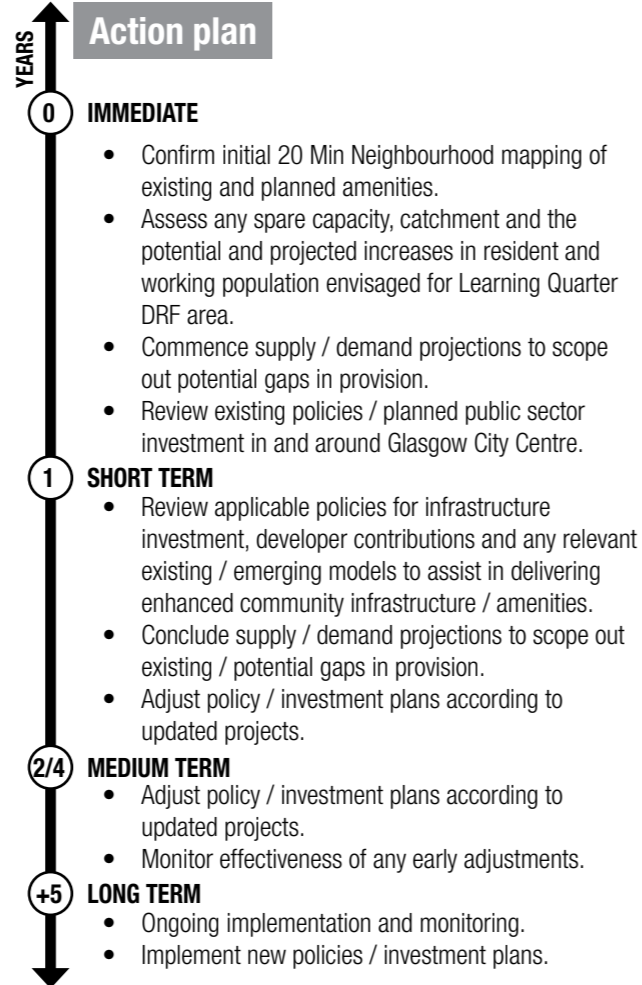 YEARS
Action plan
0 IMMEDIATE
• Confirm initial 20 Min Neighbourhood mapping of
existing and planned amenities.
• Assess any spare capacity, catchment and the
potential and projected increases in resident and
working population envisaged for Learning Quarter
DRF area.
• Commence supply / demand projections to scope
out potential gaps in provision.
• Review existing policies / planned public sector
investment in and around Glasgow City Centre.
1 SHORT TERM
• Review applicable policies for infrastructure
investment, developer contributions and any relevant
existing / emerging models to assist in delivering
enhanced community infrastructure / amenities.
• Conclude supply / demand projections to scope out
existing / potential gaps in provision.
• Adjust policy / investment plans according to
updated projects.
2/4 MEDIUM TERM
• Adjust policy / investment plans according to
updated projects.
• Monitor effectiveness of any early adjustments.
+5 LONG TERM
• Ongoing implementation and monitoring.
• Implement new policies / investment plans.